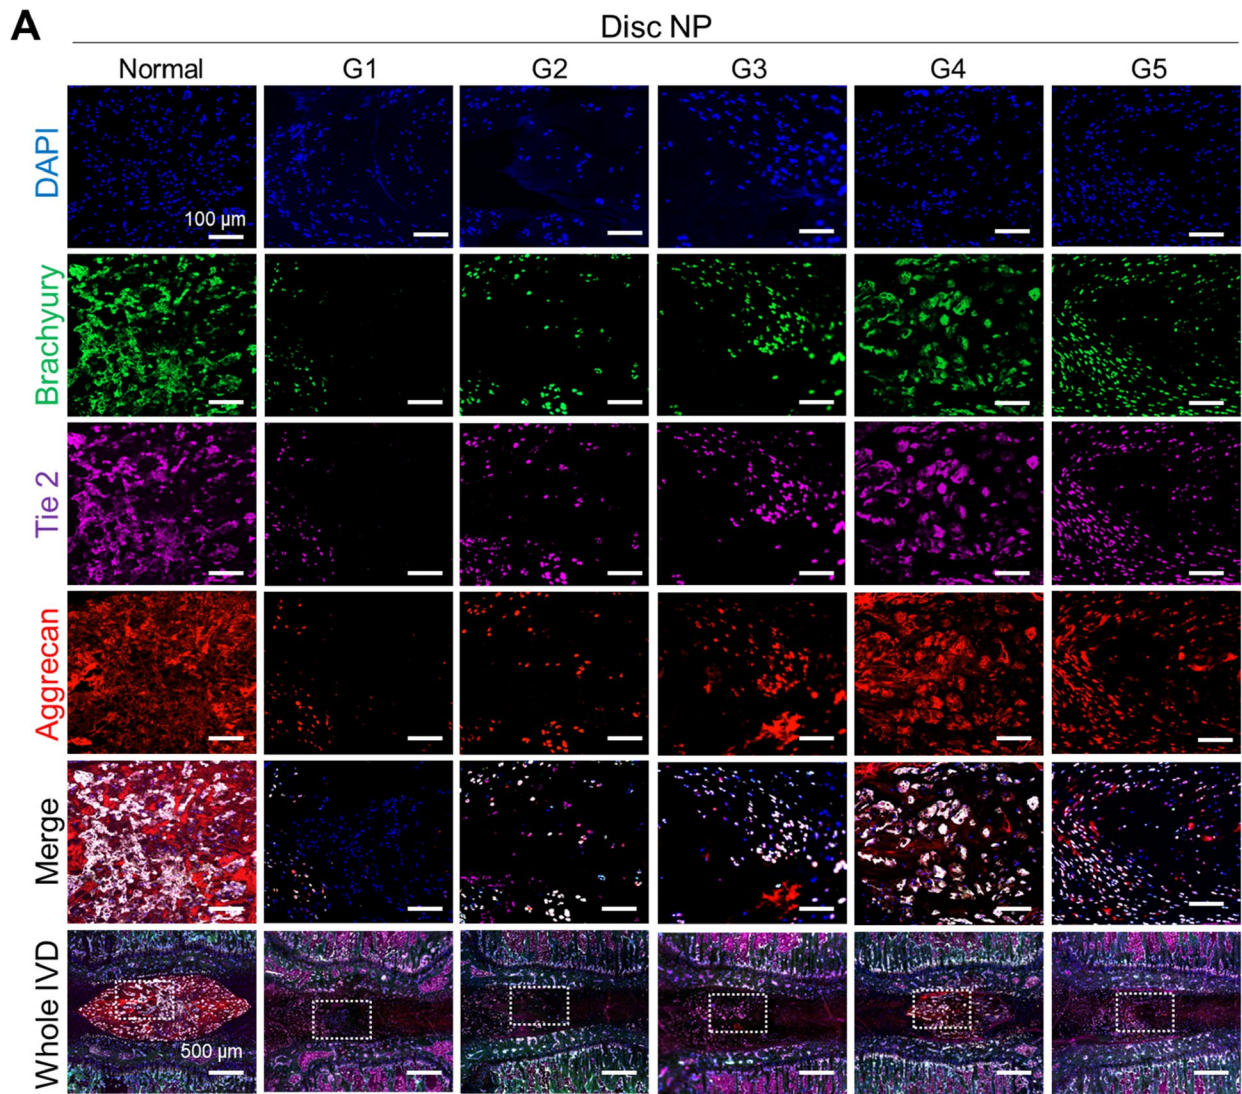 A
Disc NP
Normal G1 G2 G3 G4 G5
DAPI
100 µm
Brachyury
Tie 2
Aggrecan
Merge
Whole IVD
500 µm